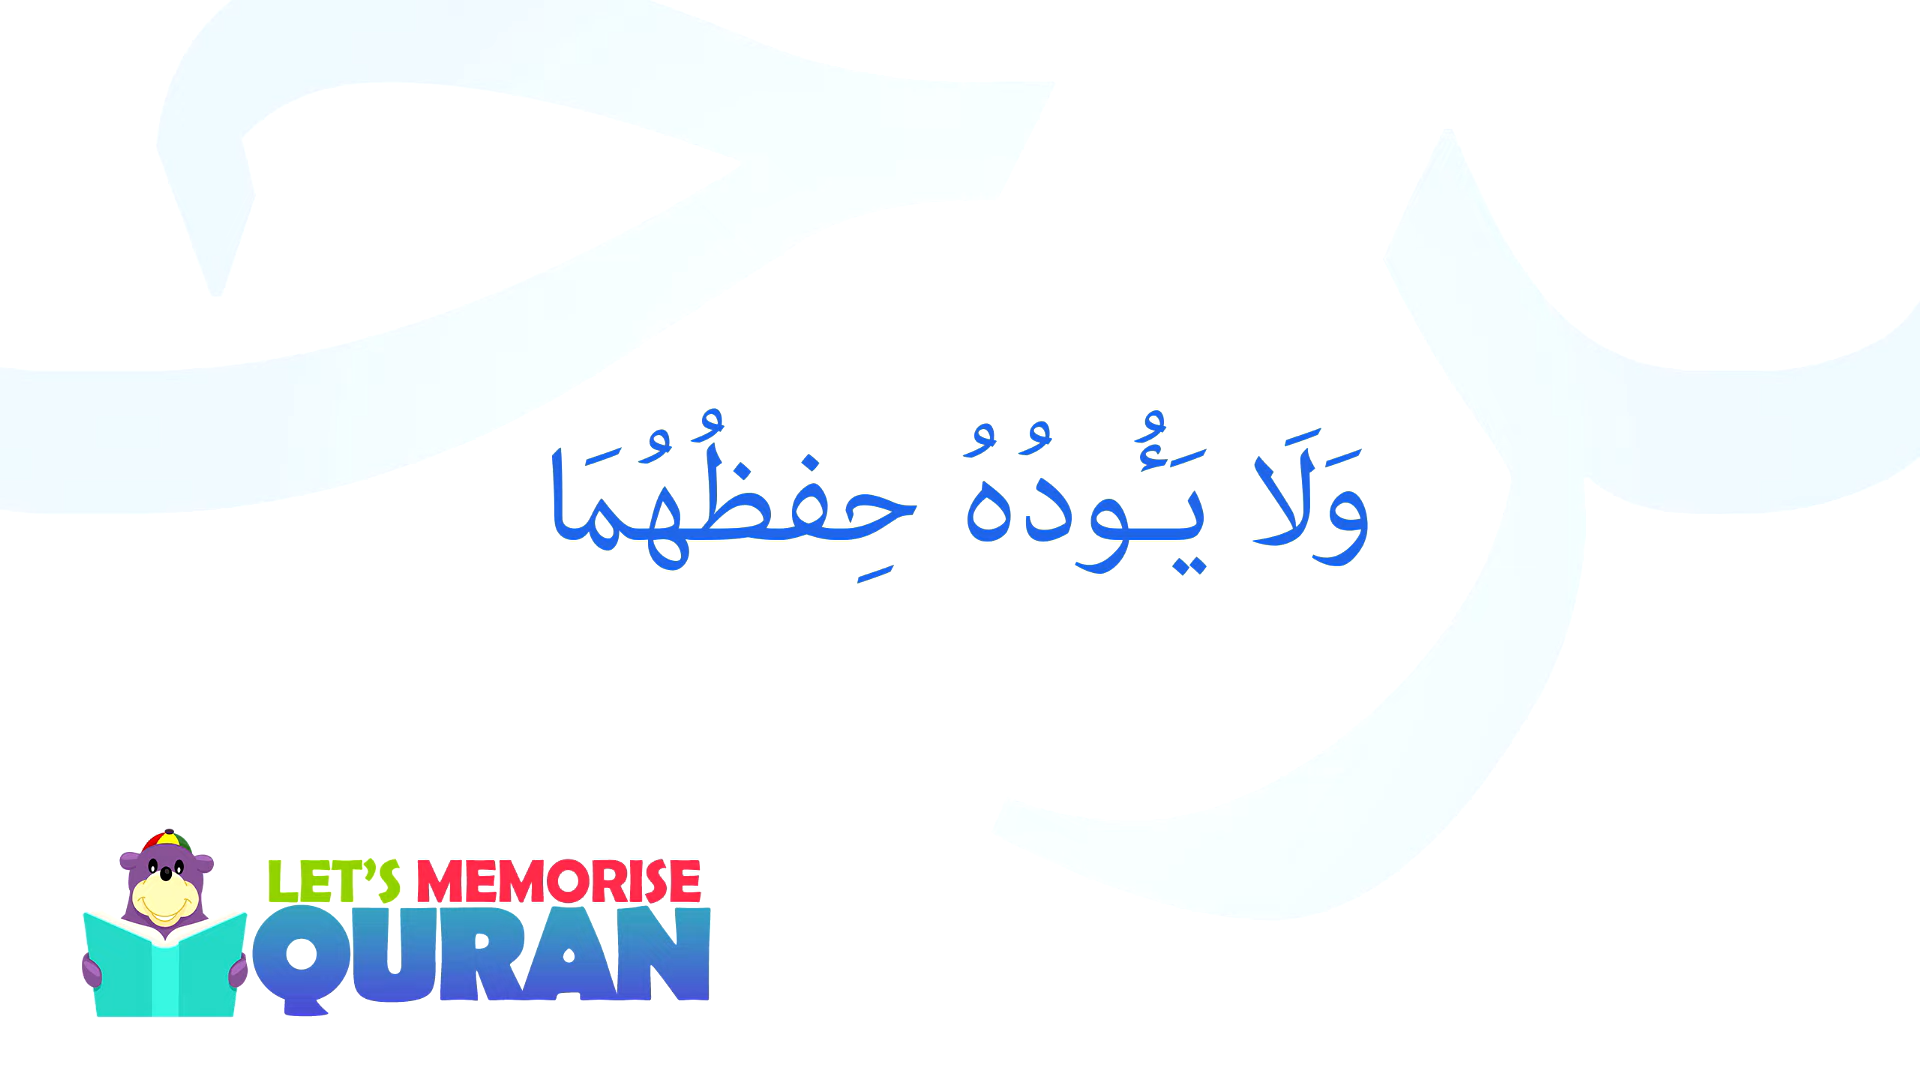 وَلَا يَـُٔودُهُ حِفظُهُمَا
LET'S MEMORISE
QURAN